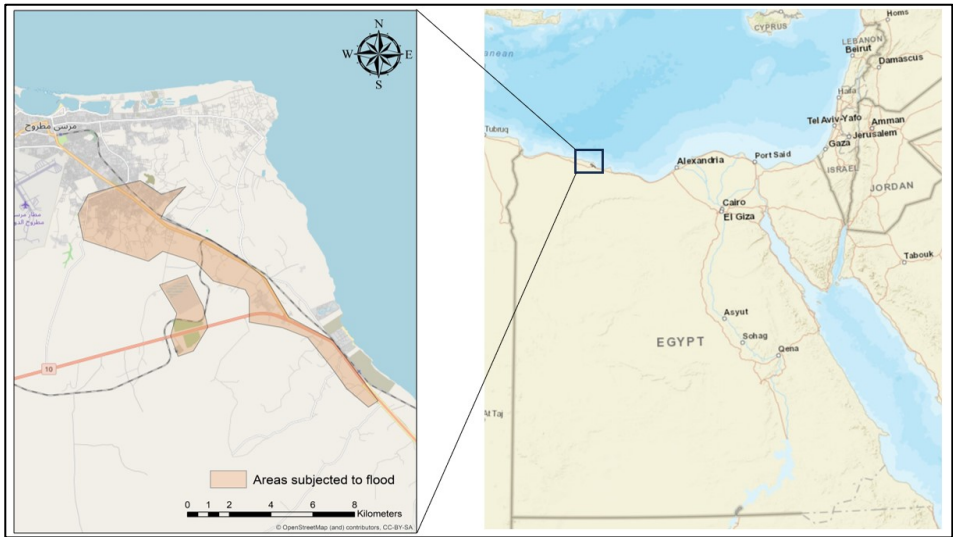 N
W
E
S
مرسى مطروح
10
Areas subjected to flood
0 1 2 4 6 8
Kilometers
© OpenStreetMap (and) contributors, CC-BY-SA
CYPRUS
Homs
LEBANON
Beirut
Damascus
Haifa
Tel Aviv-Yafo
Amman
Jerusalem
Gaza
ISRAEL
JORDAN
Tubruq
Alexandria
Port Said
Cairo
El Giza
Tabouk
Asyut
Sohag
EGYPT
Qena
Al Taj